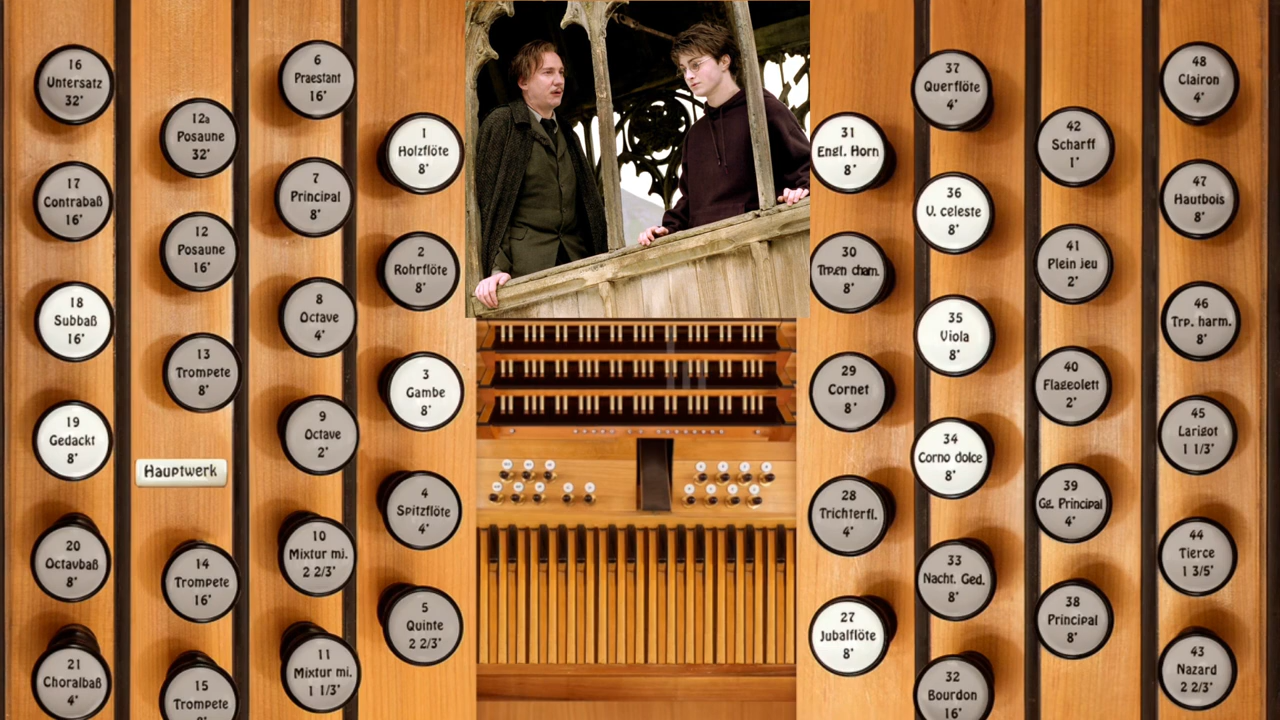 16
Untersatz
32'
17
Contrabaß
16'
18
Subbaß
16'
19
Gedackt
8'
20
Octavbaß
8'
21
Choralbaß
4'
12a
Posaune
32'
12
Posaune
16'
13
Trompete
8'
Hauptwerk
14
Trompete
16'
15
Trompete
6
Praestant
16'
7
Principal
8'
8
Octave
4'
9
Octave
2'
10
Mixtur mj.
2 2/3'
11
Mixtur mi.
1 1/3'
1
Holzflöte
8'
2
Rohrflöte
8'
3
Gambe
8'
4
Spitzflöte
4'
5
Quinte
2 2/3'
31
Engl. Horn
8'
30
Trp.en cham.
8'
29
Cornet
8'
28
Trichterfl.
4'
27
Jubalflöte
8'
37
Querflöte
4'
36
V. celeste
8'
35
Viola
8'
34
Corno dolce
8'
33
Nacht. Ged.
8'
32
Bourdon
16'
42
Scharff
1'
41
Plein jeu
2'
40
Flageolett
2'
39
Gg. Principal
4'
38
Principal
8'
48
Clairon
4'
47
Hautbois
8'
46
Trp. harm.
8'
45
Larigot
1 1/3'
44
Tierce
1 3/5'
43
Nazard
2 2/3'